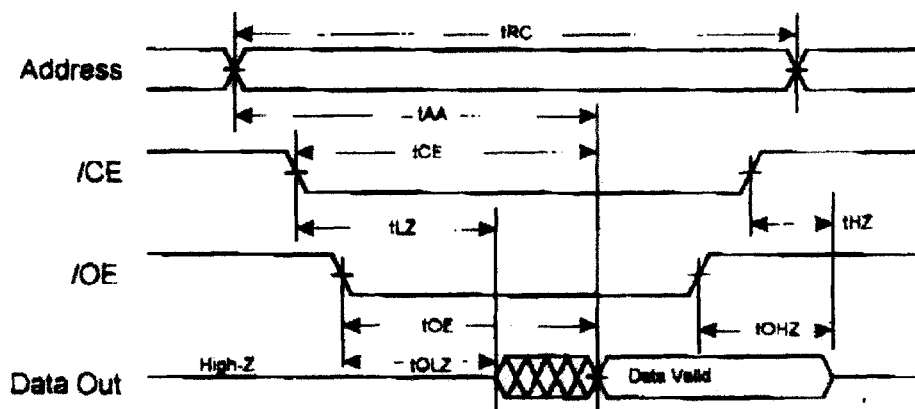 tRC
Address
tAA
tCE
/CE
tLZ
tHZ
/OE
tOE
tOHZ
High-Z
tOLZ
Data Valid
Data Out